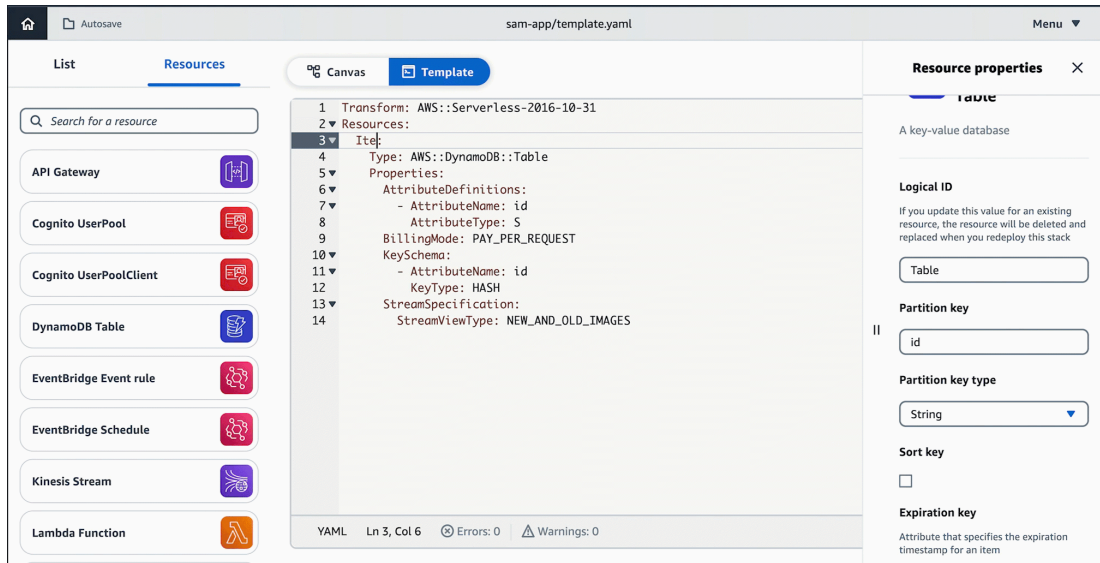 Autosave
sam-app/template.yaml
Menu ▼
List
Resources
Search for a resource
API Gateway
Cognito UserPool
Cognito UserPoolClient
DynamoDB Table
EventBridge Event rule
EventBridge Schedule
Kinesis Stream
Lambda Function
Canvas
Template
1 Transform: AWS::Serverless-2016-10-31
2 Resources:
3 Ite:
4 Type: AWS::DynamoDB::Table
5 Properties:
6 AttributeDefinitions:
7 - AttributeName: id
8 AttributeType: S
9 BillingMode: PAY_PER_REQUEST
10 KeySchema:
11 - AttributeName: id
12 KeyType: HASH
13 StreamSpecification:
14 StreamViewType: NEW_AND_OLD_IMAGES
YAML Ln 3, Col 6 Errors: 0 Warnings: 0
Resource properties
Table
A key-value database
Logical ID
If you update this value for an existing
resource, the resource will be deleted and
replaced when you redeploy this stack
Table
Partition key
id
Partition key type
String
Sort key
Expiration key
Attribute that specifies the expiration
timestamp for an item